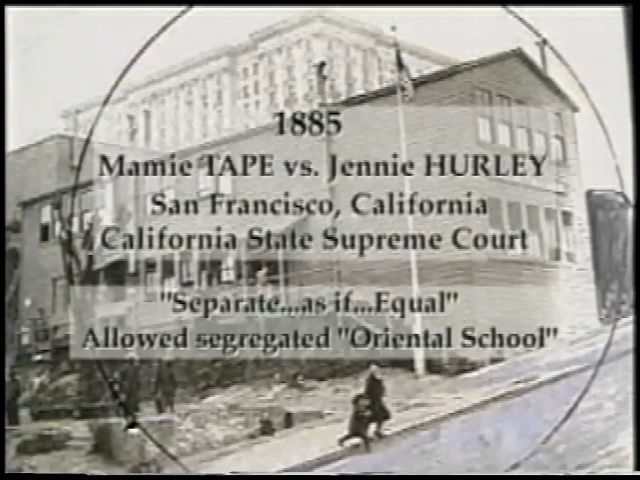 1885
Mamie TAPE vs. Jennie HURLEY
San Francisco, California
California State Supreme Court
"Separate...as if...Equal"
Allowed segregated "Oriental School"